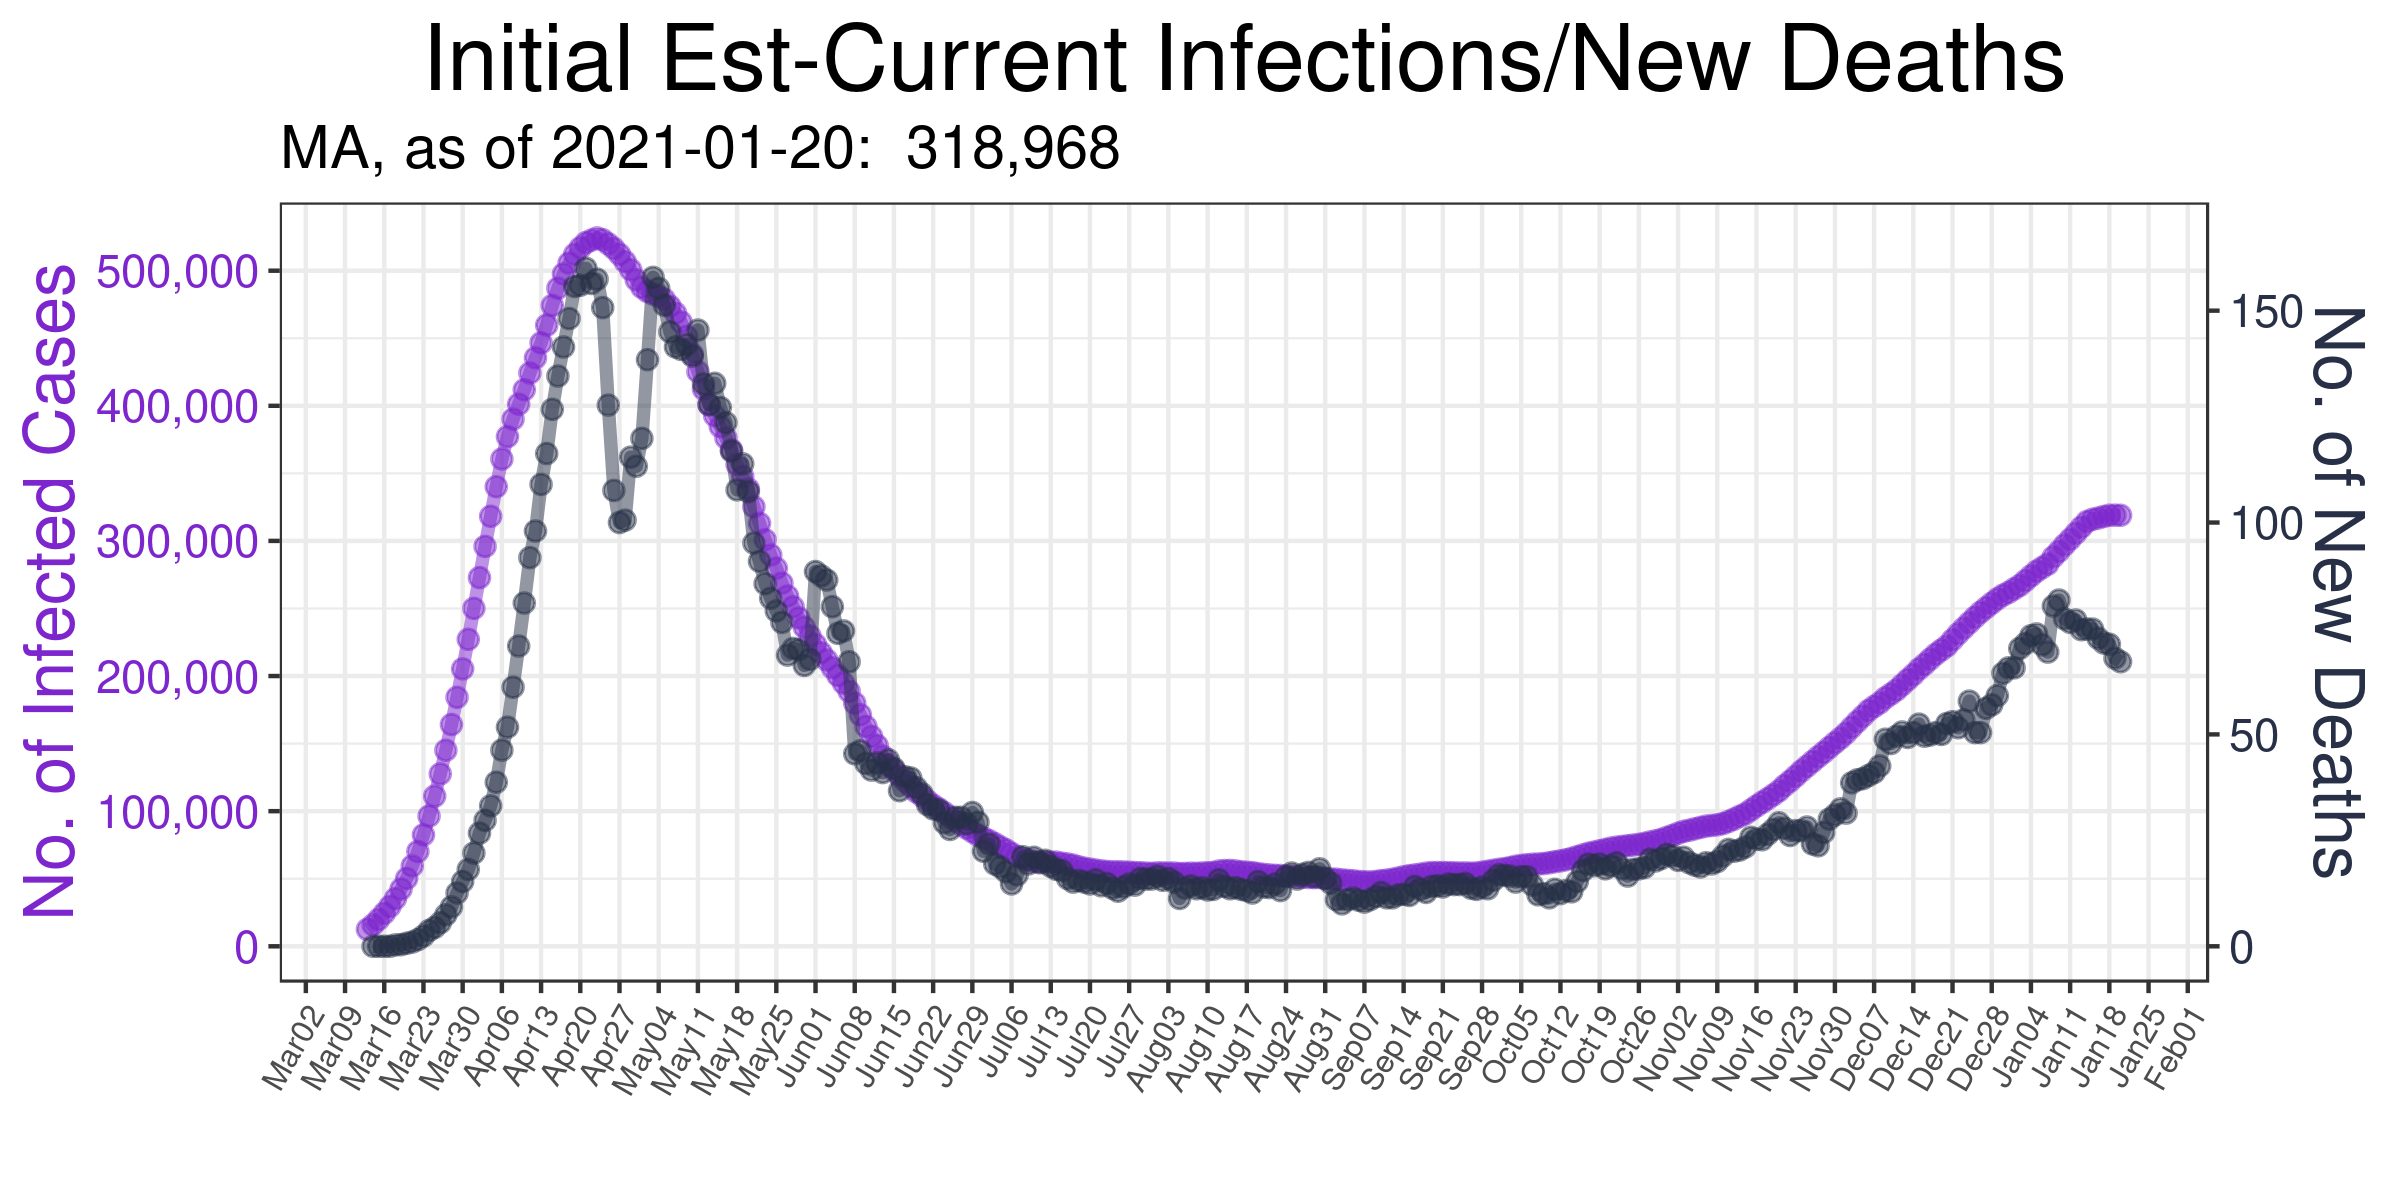 Initial Est-Current Infections/New Deaths
MA, as of 2021-01-20:  318,968
No. of Infected Cases
500,000
400,000
300,000
200,000
100,000
0
150
100
50
0
No. of New Deaths
Mar02
Mar09
Mar16
Mar23
Mar30
Apr06
Apr13
Apr20
Apr27
May04
May11
May18
May25
Jun01
Jun08
Jun15
Jun22
Jun29
Jul06
Jul13
Jul20
Jul27
Aug03
Aug10
Aug17
Aug24
Aug31
Sep07
Sep14
Sep21
Sep28
Oct05
Oct12
Oct19
Oct26
Nov02
Nov09
Nov16
Nov23
Nov30
Dec07
Dec14
Dec21
Dec28
Jan04
Jan11
Jan18
Jan25
Feb01